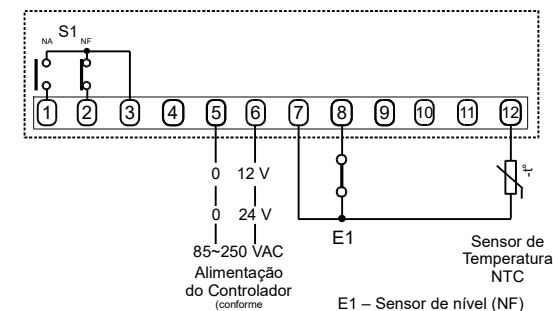 S1
NA NF
1 2 3 4 5 6 7 8 9 10 11 12
0 12 V
-t°
0 24 V
85~250 VAC
E1
Alimentação
do Controlador
(conforme
Sensor de
Temperatura
NTC
E1 – Sensor de nível (NF)